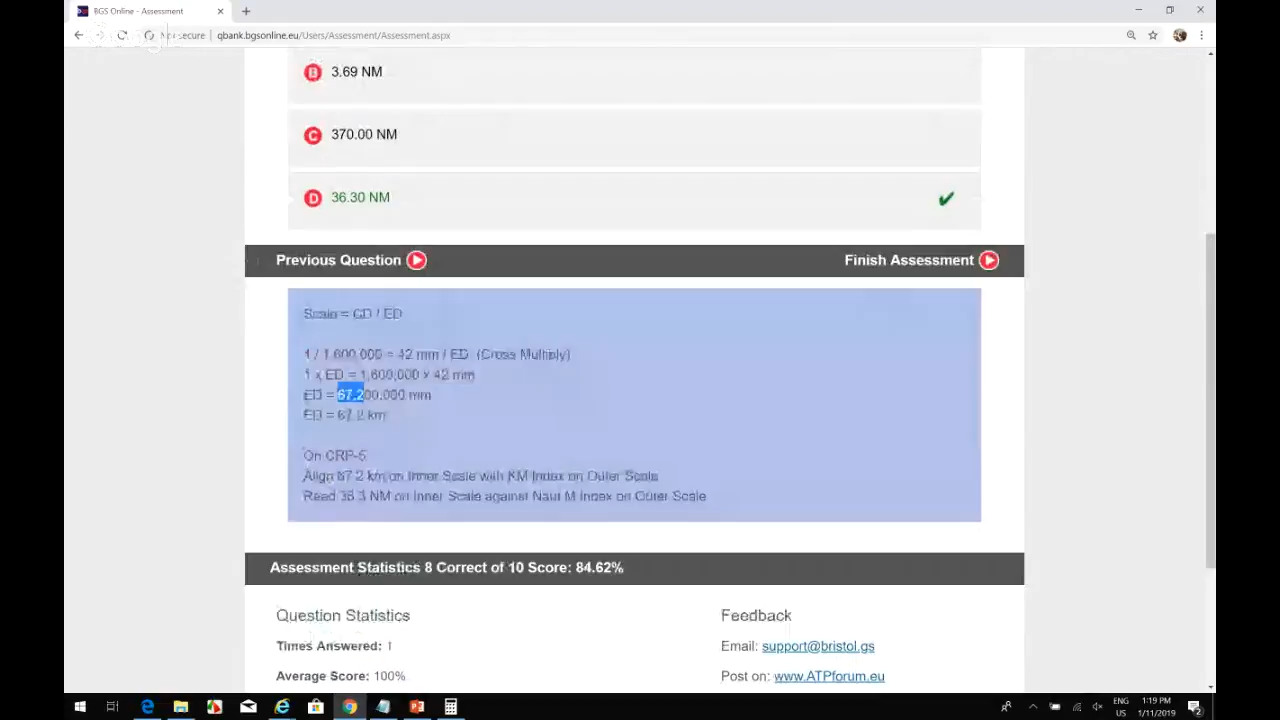 BGS Online - Assessment
qbank.bgsonline.eu/Users/Assessment/Assessment.aspx
B 3.69 NM
C 370.00 NM
D 36.30 NM
Previous Question
Finish Assessment
Scale = CD / ED
1 / 1,600,000 = 42 mm / ED (Cross Multiply)
1 x ED = 1,600,000 x 42 mm
ED = 67,200,000 mm
ED = 67.2 km
On CRP-5
Align 67.2 km on Inner Scale with KM Index on Outer Scale
Read 36.3 NM on Inner Scale against Naut M Index on Outer Scale
Assessment Statistics 8 Correct of 10 Score: 84.62%
Question Statistics
Feedback
Times Answered: 1
Email: support@bristol.gs
Average Score: 100%
Post on: www.ATPforum.eu
ENG
US
1:19 PM
1/11/2019
2